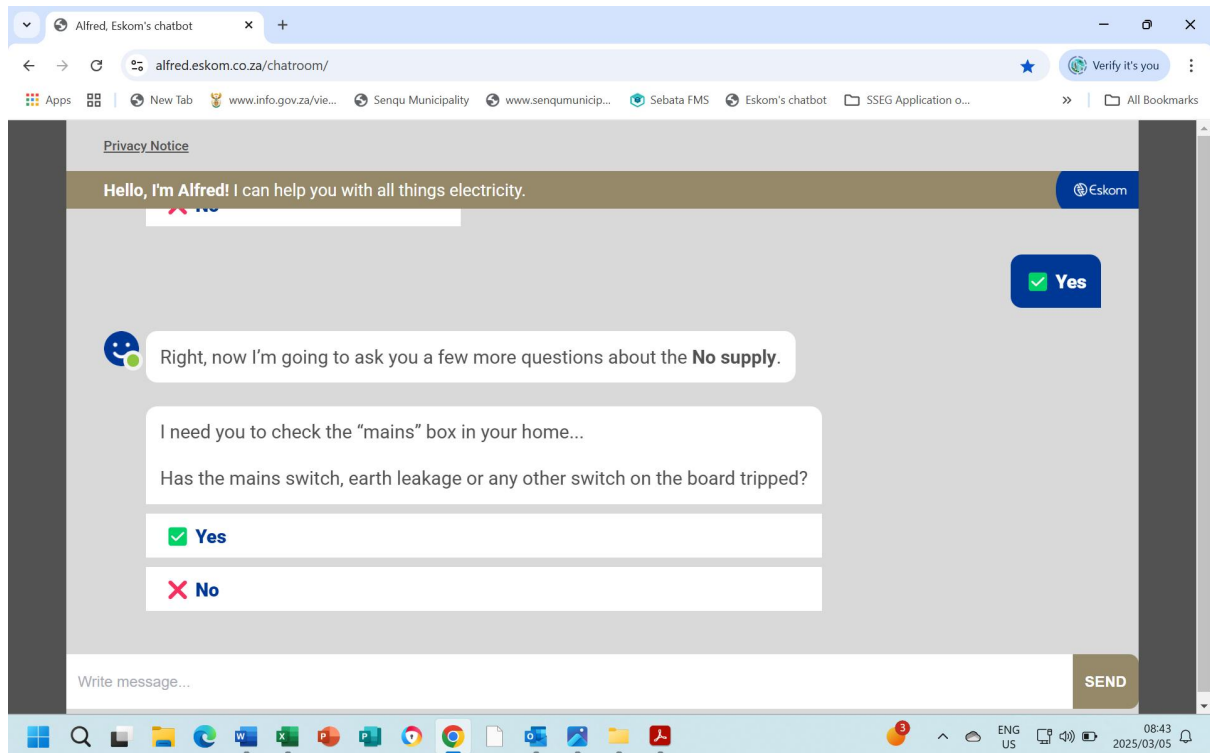 Alfred, Eskom's chatbot
alfred.eskom.co.za/chatroom/
Verify it's you
Apps
New Tab
www.info.gov.za/vie...
Senqu Municipality
www.senqumunicip...
Sebata FMS
Eskom's chatbot
SSEG Application o...
All Bookmarks
Privacy Notice
Hello, I'm Alfred! I can help you with all things electricity.
Eskom
No
Yes
Right, now I'm going to ask you a few more questions about the No supply.
I need you to check the “mains” box in your home...
Has the mains switch, earth leakage or any other switch on the board tripped?
Yes
No
Write message...
SEND
3
ENG
US
08:43
2025/03/05